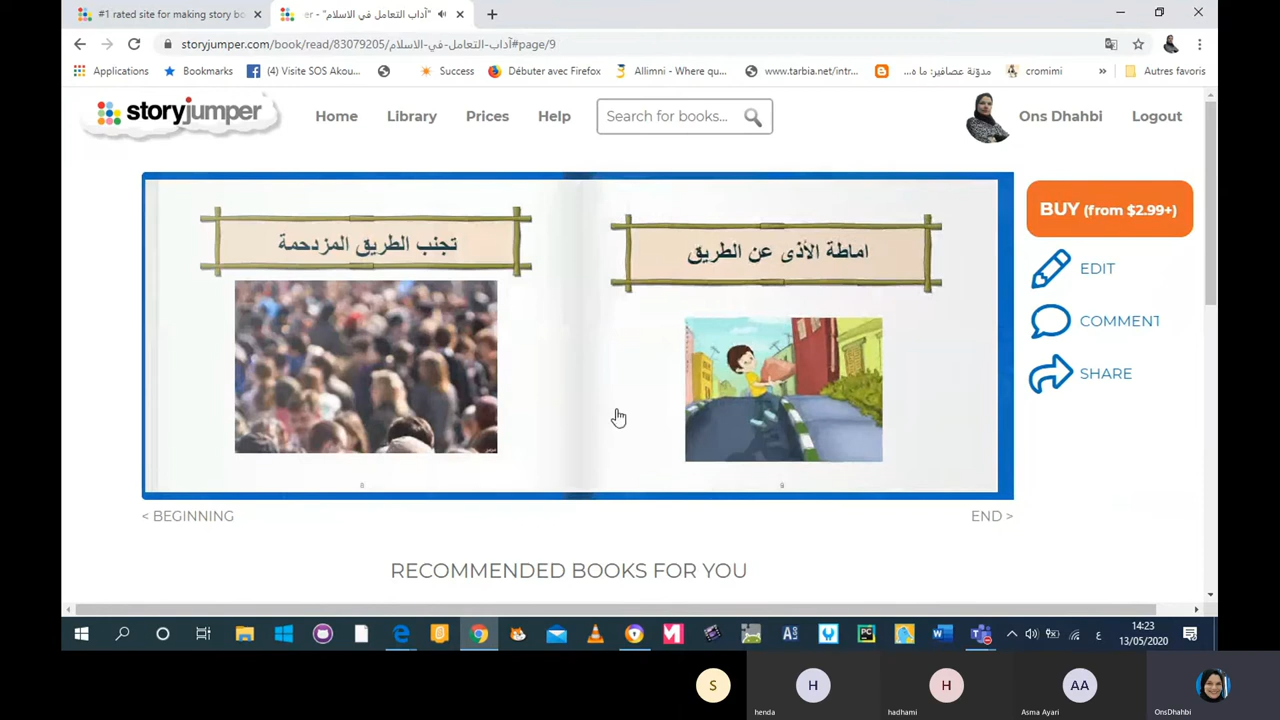 #1 rated site for making story bo
"آداب التعامل في الاسلام" - er
storyjumper.com/book/read/83079205/آداب-التعامل-في-الاسلام#page/9
Applications
Bookmarks
(4) Visite SOS Akou...
Success
Débuter avec Firefox
Allimni - Where qu...
www.tarbia.net/intr...
مدوّنة عصافير: ما ه...
cromimi
»
Autres favoris
storyjumper
Home
Library
Prices
Help
Search for books...
Ons Dhahbi
Logout
تجنب الطريق المزدحمة
اماطة الأذى عن الطريق
BUY (from $2.99+)
EDIT
COMMENT
SHARE
8
9
< BEGINNING
END >
RECOMMENDED BOOKS FOR YOU
14:23
13/05/2020
ع
S
H
henda
H
hadhami
AA
Asma Ayari
OnsDhahbi